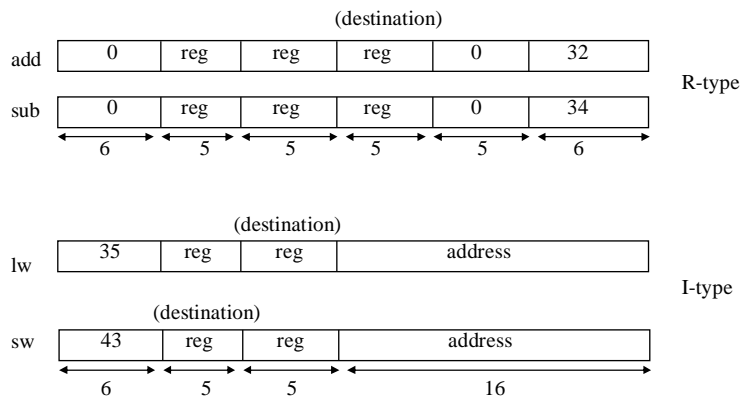 (destination)
add 0 reg reg reg 0 32
R-type
sub 0 reg reg reg 0 34
6 5 5 5 5 6
(destination)
lw 35 reg reg address
I-type
(destination)
sw 43 reg reg address
6 5 5 16